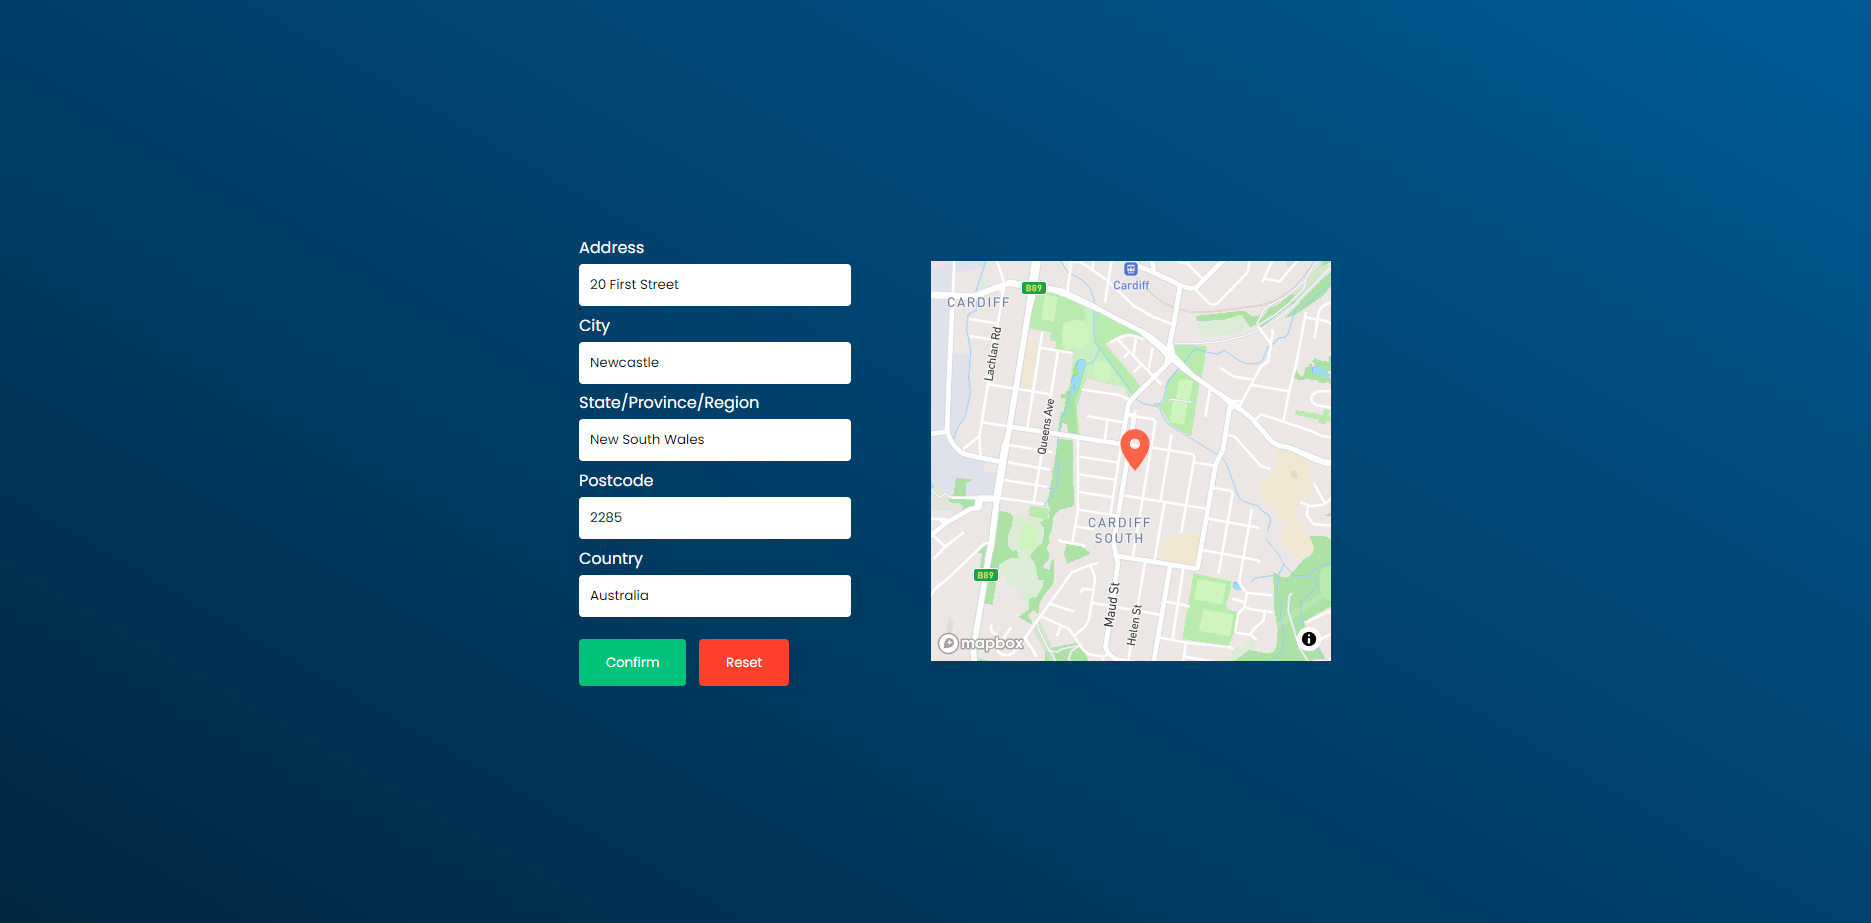 Address
20 First Street
City
Newcastle
State/Province/Region
New South Wales
Postcode
2285
Country
Australia
Confirm
Reset
Cardiff
B89
CARDIFF
Lachlan Rd
Queens Ave
CARDIFF
SOUTH
B89
Maud St
Helen St
mapbox